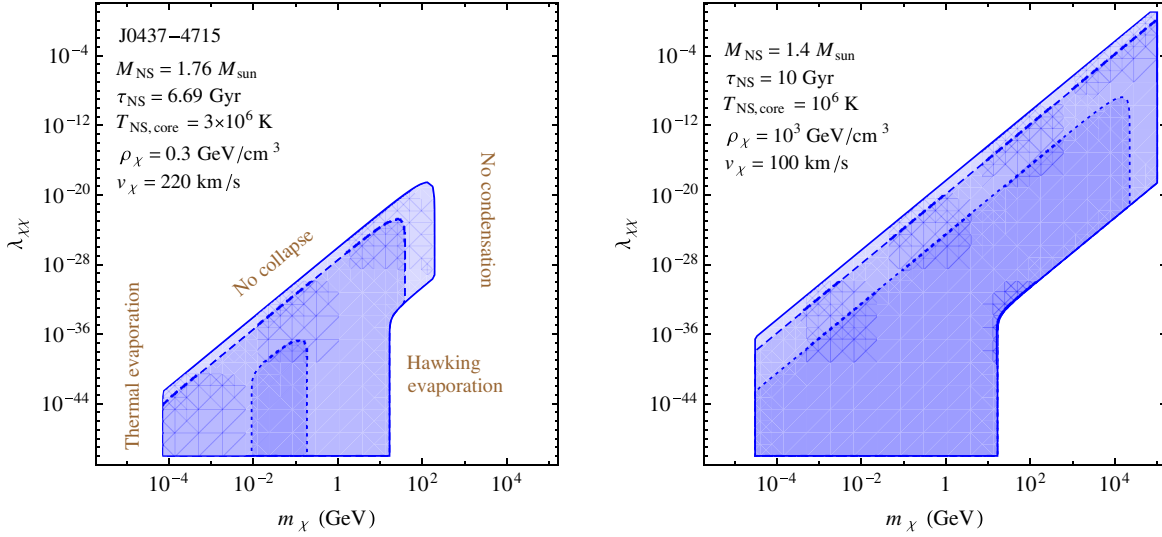 J0437−4715
M_NS = 1.76 M_sun
τ_NS = 6.69 Gyr
T_NS,core = 3×10^6 K
ρ_χ = 0.3 GeV/cm^3
v_χ = 220 km/s
No condensation
No collapse
Thermal evaporation
Hawking
evaporation
10^−4
10^−12
10^−20
10^−28
10^−36
10^−44
λ_χχ
10^−4
10^−2
1
10^2
10^4
m_χ (GeV)
M_NS = 1.4 M_sun
τ_NS = 10 Gyr
T_NS,core = 10^6 K
ρ_χ = 10^3 GeV/cm^3
v_χ = 100 km/s
10^−4
10^−12
10^−20
10^−28
10^−36
10^−44
λ_χχ
10^−4
10^−2
1
10^2
10^4
m_χ (GeV)